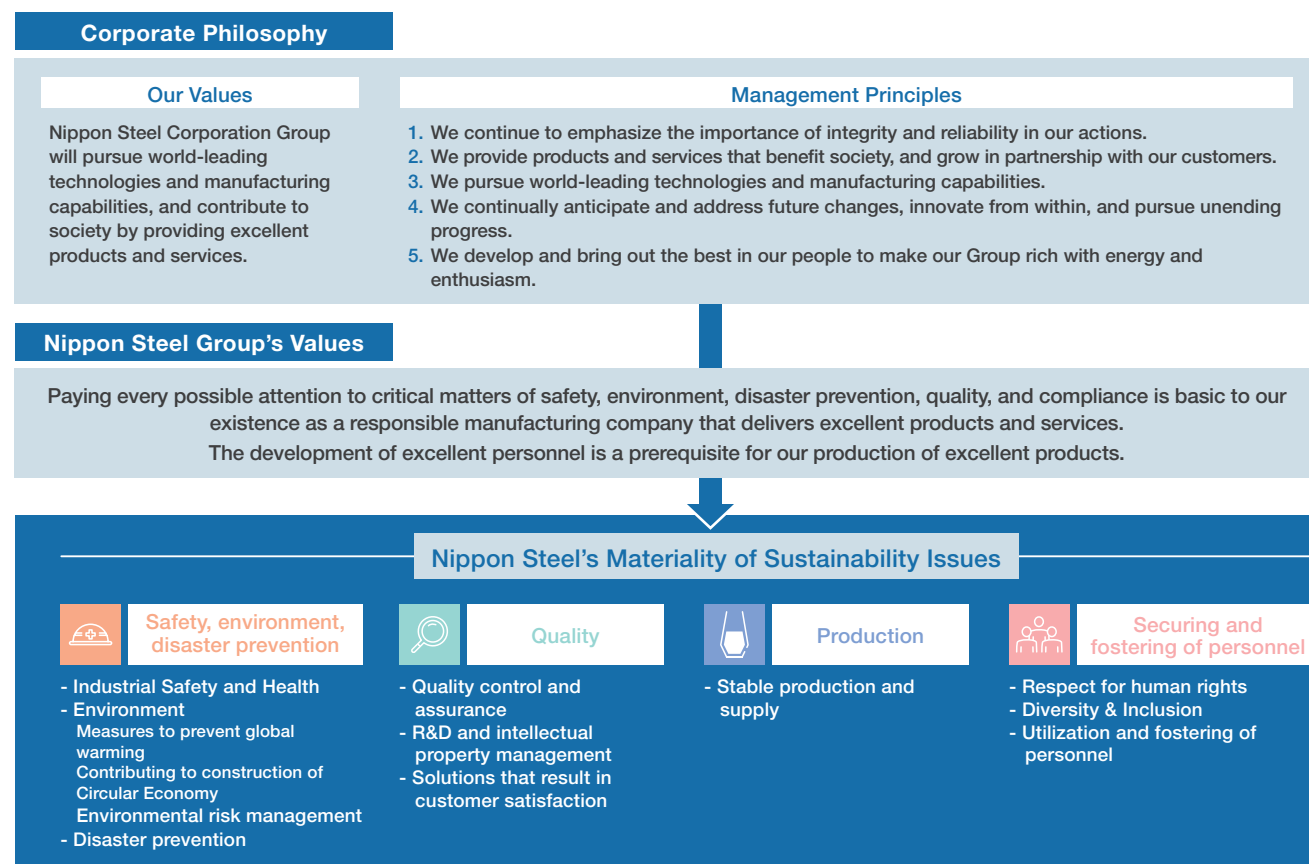 Corporate Philosophy
Our Values
Nippon Steel Corporation Group
will pursue world-leading
technologies and manufacturing
capabilities, and contribute to
society by providing excellent
products and services.
Management Principles
1. We continue to emphasize the importance of integrity and reliability in our actions.
2. We provide products and services that benefit society, and grow in partnership with our customers.
3. We pursue world-leading technologies and manufacturing capabilities.
4. We continually anticipate and address future changes, innovate from within, and pursue unending
progress.
5. We develop and bring out the best in our people to make our Group rich with energy and
enthusiasm.
Nippon Steel Group's Values
Paying every possible attention to critical matters of safety, environment, disaster prevention, quality, and compliance is basic to our
existence as a responsible manufacturing company that delivers excellent products and services.
The development of excellent personnel is a prerequisite for our production of excellent products.
Nippon Steel's Materiality of Sustainability Issues
Safety, environment,
disaster prevention
- Industrial Safety and Health
- Environment
Measures to prevent global
warming
Contributing to construction of
Circular Economy
Environmental risk management
- Disaster prevention
Quality
- Quality control and
assurance
- R&D and intellectual
property management
- Solutions that result in
customer satisfaction
Production
- Stable production and
supply
Securing and
fostering of personnel
- Respect for human rights
- Diversity & Inclusion
- Utilization and fostering of
personnel